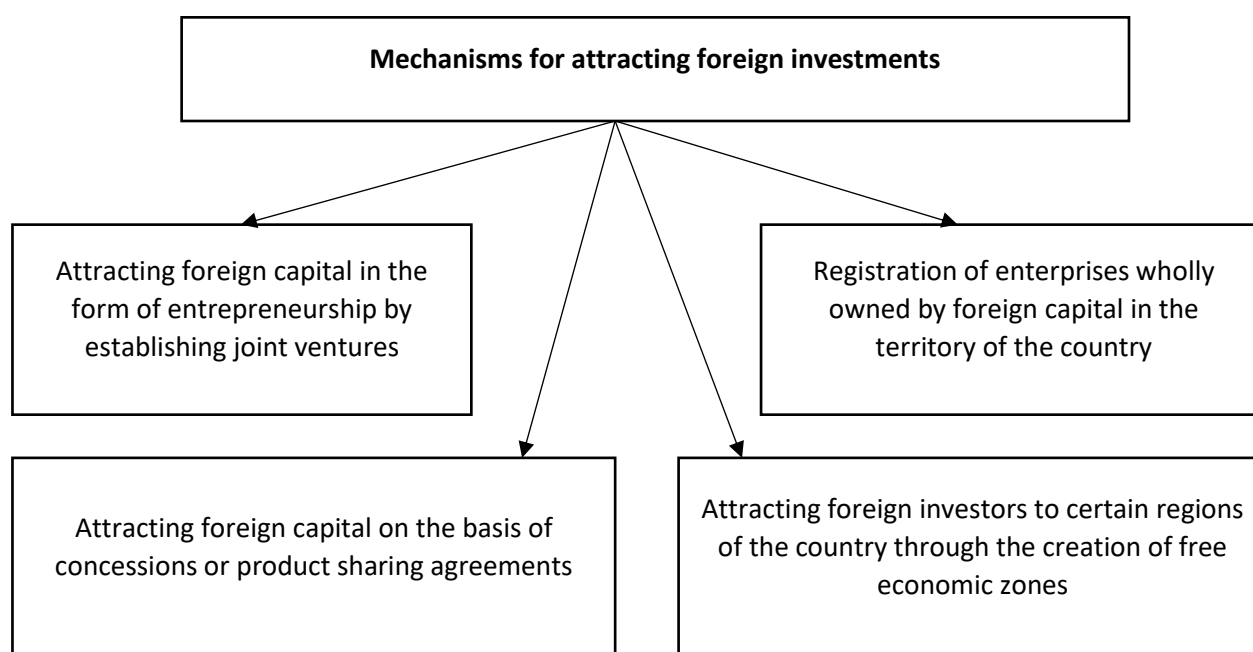 Mechanisms for attracting foreign investments
Attracting foreign capital in the
form of entrepreneurship by
establishing joint ventures
Registration of enterprises wholly
owned by foreign capital in the
territory of the country
Attracting foreign capital on the basis of
concessions or product sharing agreements
Attracting foreign investors to certain regions
of the country through the creation of free
economic zones